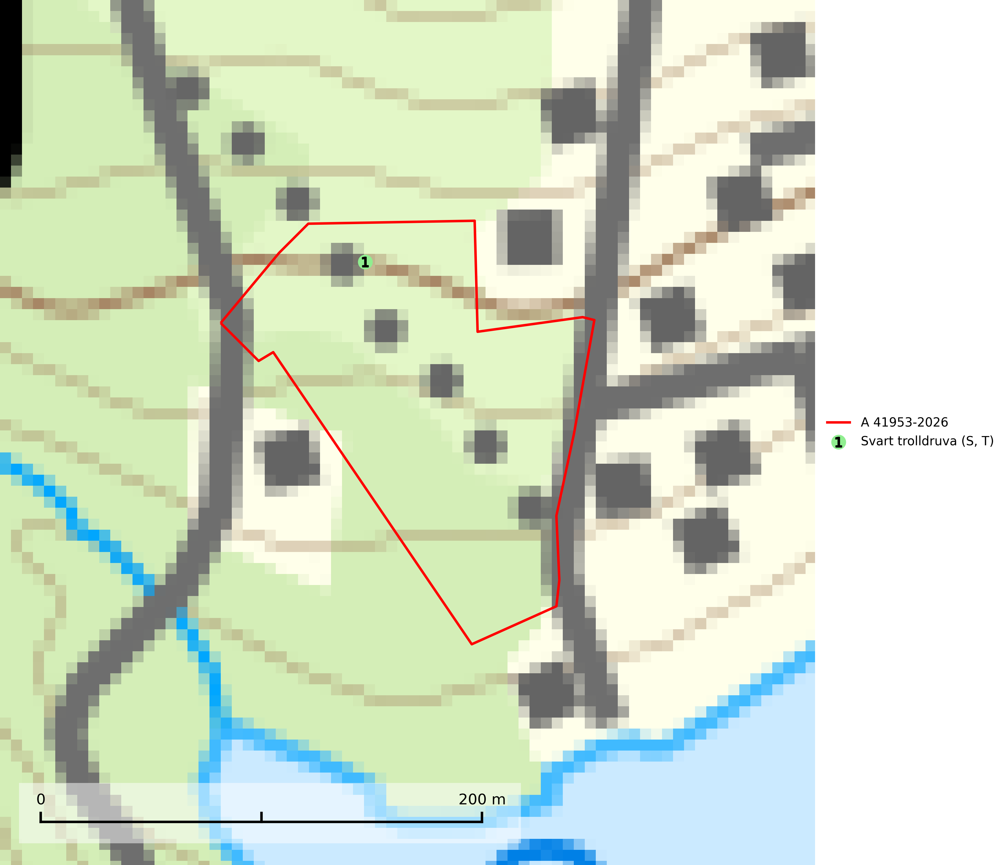 1
A 41953-2026
1 Svart trolldruva (S, T)
0 200 m